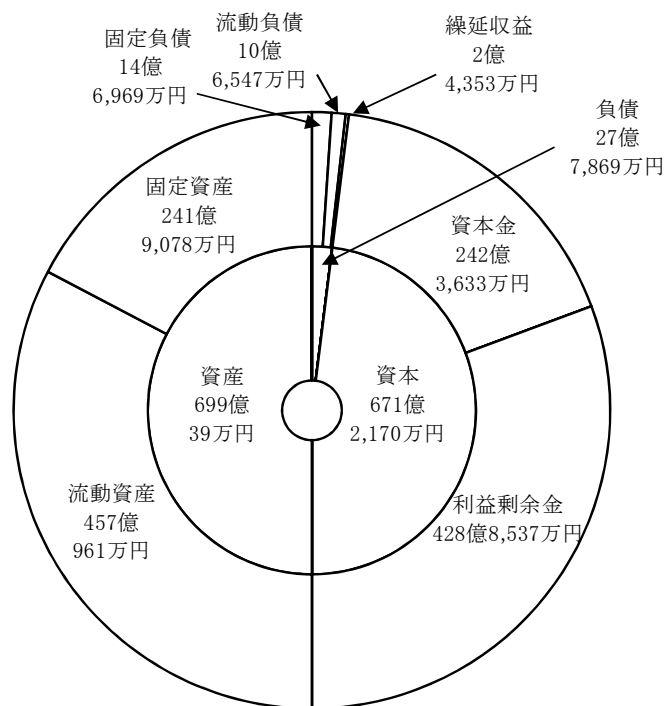 流動負債
10億
6,547万円
繰延収益
2億
4,353万円
固定負債
14億
6,969万円
負債
27億
7,869万円
固定資産
241億
9,078万円
資本金
242億
3,633万円
資産
699億
39万円
資本
671億
2,170万円
流動資産
457億
961万円
利益剰余金
428億8,537万円